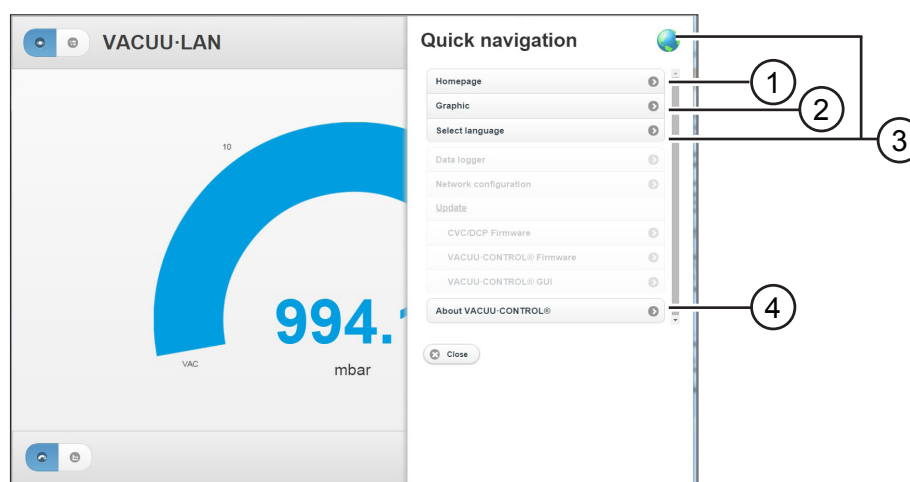 VACUU·LAN
Quick navigation
Homepage
1
Graphic
2
Select language
3
10
Data logger
Network configuration
Update
CVC/DCP Firmware
VACUU·CONTROL® Firmware
VACUU·CONTROL® GUI
About VACUU·CONTROL®
4
994.
Close
VAC
mbar